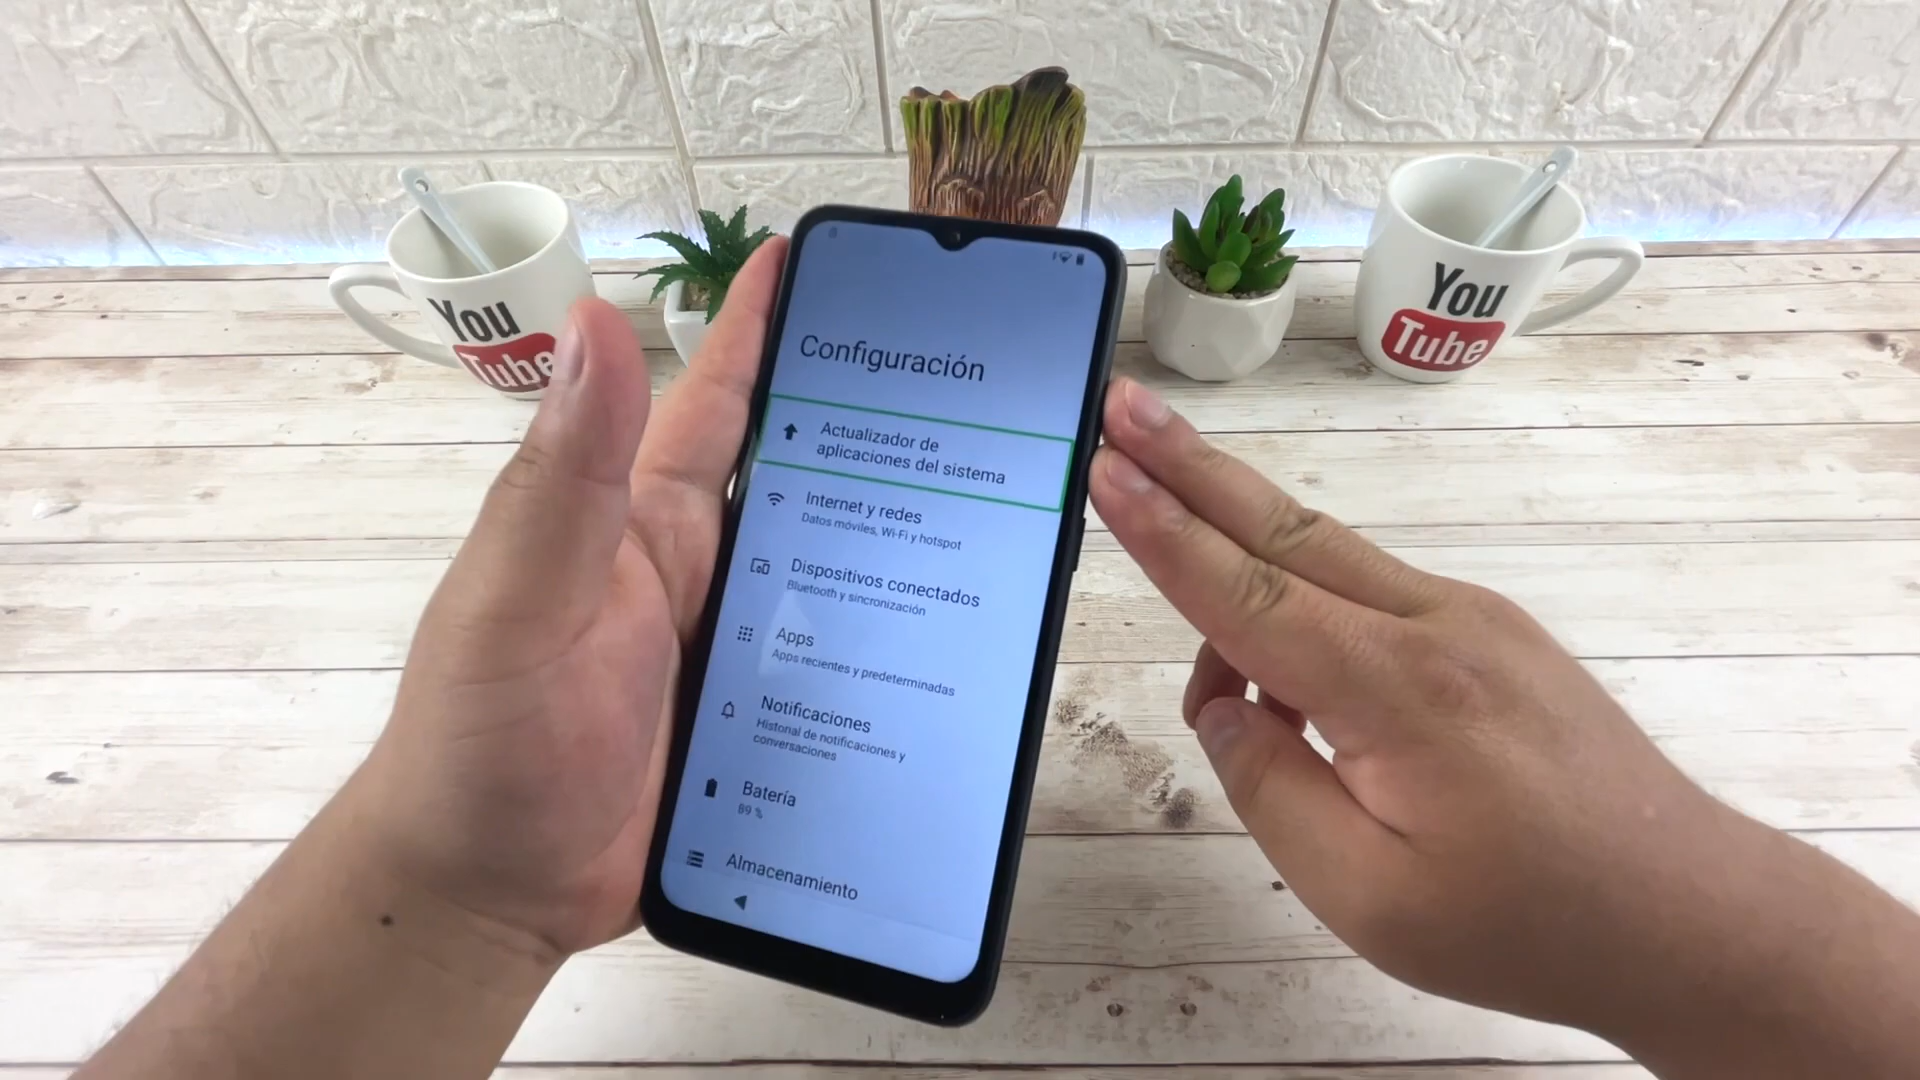 You
Tube
You
Tube
Configuración
Actualizador de
aplicaciones del sistema
Internet y redes
Datos móviles, Wi-Fi y hotspot
Dispositivos conectados
Bluetooth y sincronización
Apps
Apps recientes y predeterminadas
Notificaciones
Historial de notificaciones y
conversaciones
Batería
89 %
Almacenamiento